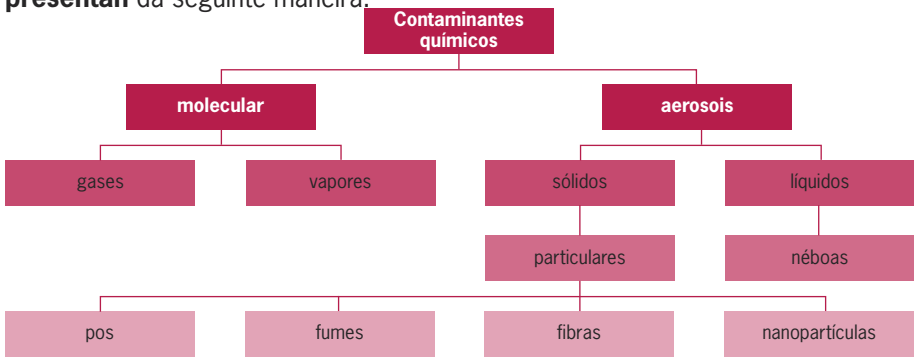 presentan da seguinte maneira:
Contaminantes
químicos
molecular
aerosois
gases
vapores
sólidos
líquidos
particulares
néboas
pos
fumes
fibras
nanopartículas